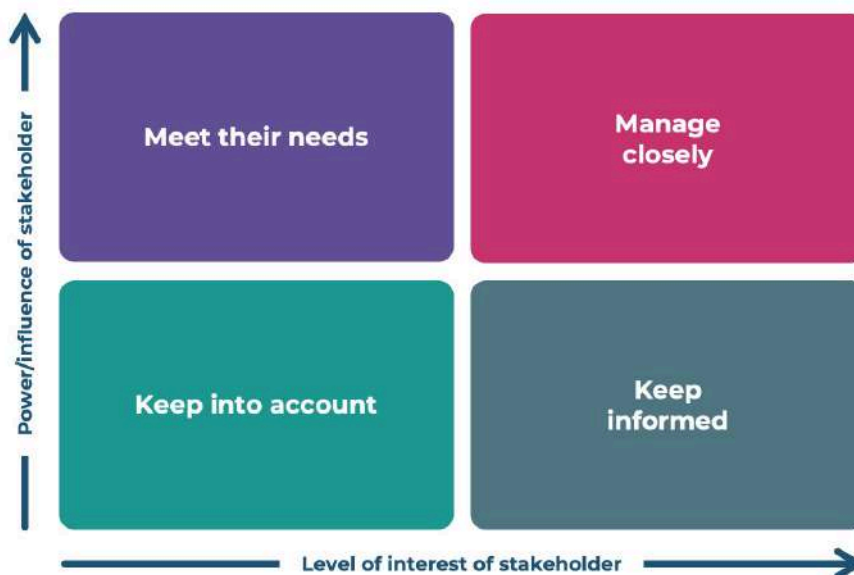 Power/influence of stakeholder
Meet their needs
Manage
closely
Keep into account
Keep
informed
Level of interest of stakeholder